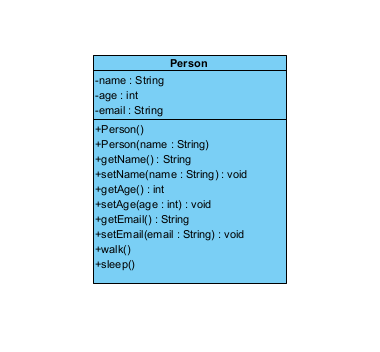 Person
-name : String
-age : int
-email : String
+Person()
+Person(name : String)
+getName() : String
+setName(name : String) : void
+getAge() : int
+setAge(age : int) : void
+getEmail() : String
+setEmail(email : String) : void
+walk()
+sleep()